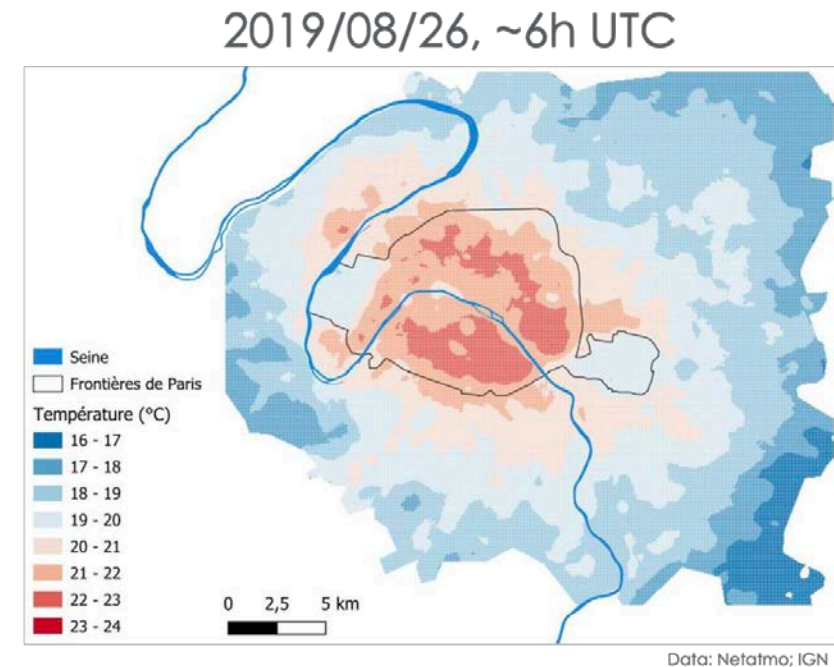 2019/08/26, ~6h UTC
Seine
Frontières de Paris
Température (°C)
16 - 17
17 - 18
18 - 19
19 - 20
20 - 21
21 - 22
22 - 23
23 - 24
0 2,5 5 km
Data: Netatmo; IGN